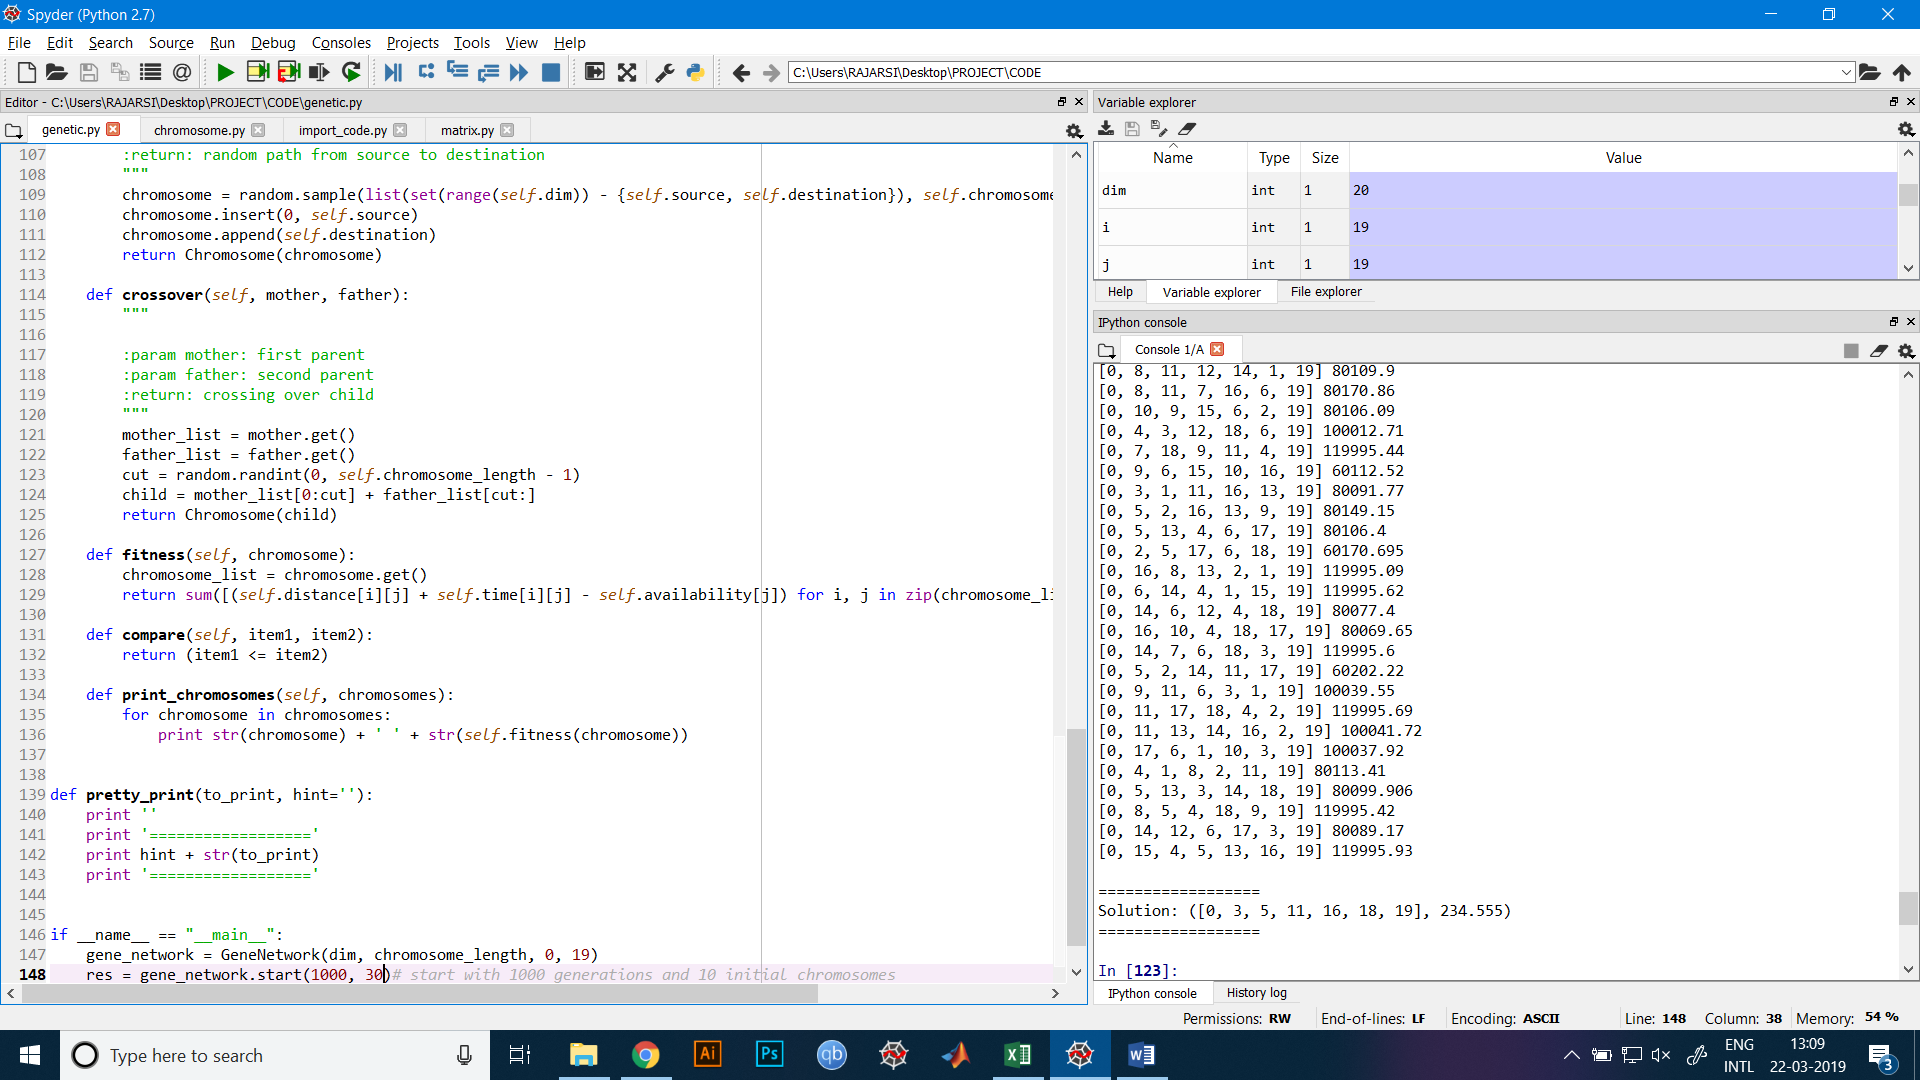 Spyder (Python 2.7)
File Edit Search Source Run Debug Consoles Projects Tools View Help
C:\Users\RAJARSI\Desktop\PROJECT\CODE
Editor - C:\Users\RAJARSI\Desktop\PROJECT\CODE\genetic.py
genetic.py chromosome.py import_code.py matrix.py
107 :return: random path from source to destination
108 """
109 chromosome = random.sample(list(set(range(self.dim)) - {self.source, self.destination}), self.chromosome
110 chromosome.insert(0, self.source)
111 chromosome.append(self.destination)
112 return Chromosome(chromosome)
113
114 def crossover(self, mother, father):
115 """
116
117 :param mother: first parent
118 :param father: second parent
119 :return: crossing over child
120 """
121 mother_list = mother.get()
122 father_list = father.get()
123 cut = random.randint(0, self.chromosome_length - 1)
124 child = mother_list[0:cut] + father_list[cut:]
125 return Chromosome(child)
126
127 def fitness(self, chromosome):
128 chromosome_list = chromosome.get()
129 return sum([(self.distance[i][j] + self.time[i][j] - self.availability[j]) for i, j in zip(chromosome_li
130
131 def compare(self, item1, item2):
132 return (item1 <= item2)
133
134 def print_chromosomes(self, chromosomes):
135 for chromosome in chromosomes:
136 print str(chromosome) + ' ' + str(self.fitness(chromosome))
137
138
139 def pretty_print(to_print, hint=''):
140 print ''
141 print '=================='
142 print hint + str(to_print)
143 print '=================='
144
145
146 if __name__ == "__main__":
147 gene_network = GeneNetwork(dim, chromosome_length, 0, 19)
148 res = gene_network.start(1000, 30)# start with 1000 generations and 10 initial chromosomes
Variable explorer
Name Type Size Value
dim int 1 20
i int 1 19
j int 1 19
Help Variable explorer File explorer
IPython console
Console 1/A
[0, 8, 11, 12, 14, 1, 19] 80109.9
[0, 8, 11, 7, 16, 6, 19] 80170.86
[0, 10, 9, 15, 6, 2, 19] 80106.09
[0, 4, 3, 12, 18, 6, 19] 100012.71
[0, 7, 18, 9, 11, 4, 19] 119995.44
[0, 9, 6, 15, 10, 16, 19] 60112.52
[0, 3, 1, 11, 16, 13, 19] 80091.77
[0, 5, 2, 16, 13, 9, 19] 80149.15
[0, 5, 13, 4, 6, 17, 19] 80106.4
[0, 2, 5, 17, 6, 18, 19] 60170.695
[0, 16, 8, 13, 2, 1, 19] 119995.09
[0, 6, 14, 4, 1, 15, 19] 119995.62
[0, 14, 6, 12, 4, 18, 19] 80077.4
[0, 16, 10, 4, 18, 17, 19] 80069.65
[0, 14, 7, 6, 18, 3, 19] 119995.6
[0, 5, 2, 14, 11, 17, 19] 60202.22
[0, 9, 11, 6, 3, 1, 19] 100039.55
[0, 11, 17, 18, 4, 2, 19] 119995.69
[0, 11, 13, 14, 16, 2, 19] 100041.72
[0, 17, 6, 1, 10, 3, 19] 100037.92
[0, 4, 1, 8, 2, 11, 19] 80113.41
[0, 5, 13, 3, 14, 18, 19] 80099.906
[0, 8, 5, 4, 18, 9, 19] 119995.42
[0, 14, 12, 6, 17, 3, 19] 80089.17
[0, 15, 4, 5, 13, 16, 19] 119995.93
==================
Solution: ([0, 3, 5, 11, 16, 18, 19], 234.555)
==================
In [123]:
IPython console History log
Permissions: RW End-of-lines: LF Encoding: ASCII Line: 148 Column: 38 Memory: 54 %
Type here to search
Ai
Ps
qb
ENG
INTL
13:09
22-03-2019
3